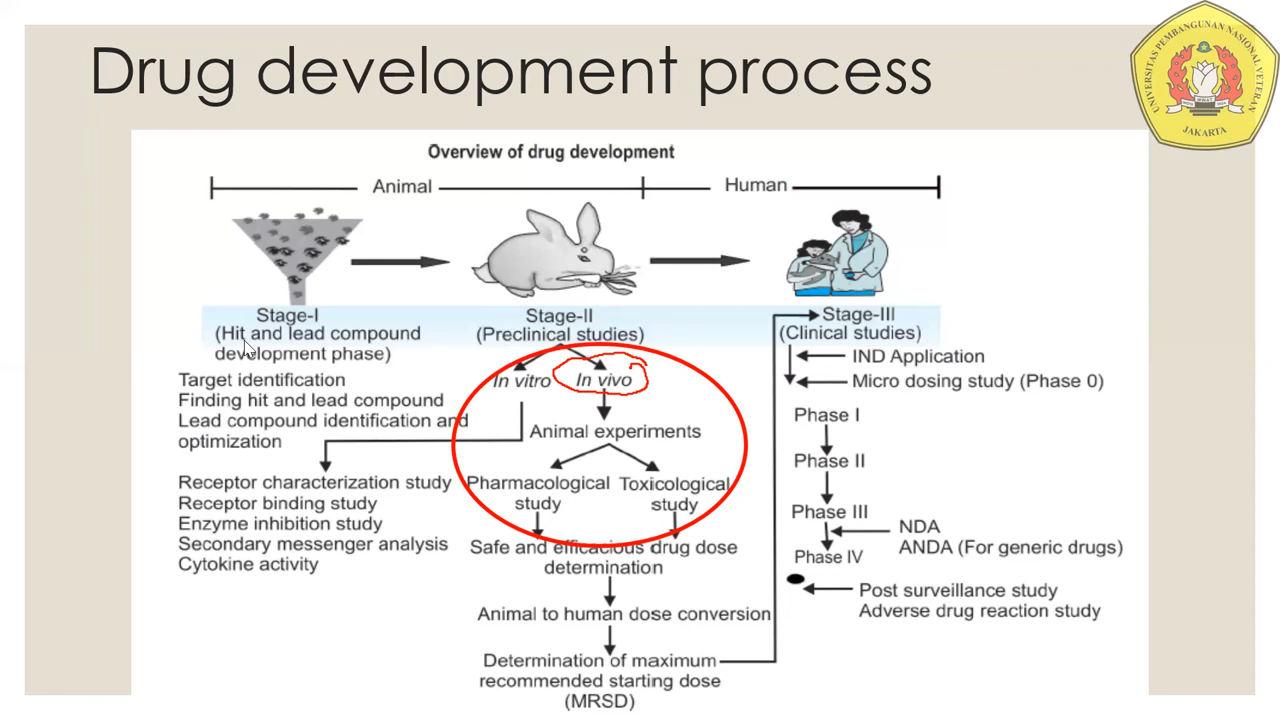 Drug development process
UNIVERSITAS PEMBANGUNAN NASIONAL VETERAN
JAKARTA
Overview of drug development
Animal
Human
Stage-I
(Hit and lead compound
development phase)
Target identification
Finding hit and lead compound
Lead compound identification and
optimization
Receptor characterization study
Receptor binding study
Enzyme inhibition study
Secondary messenger analysis
Cytokine activity
Stage-II
(Preclinical studies)
In vitro
In vivo
Animal experiments
Pharmacological
study
Toxicological
study
Safe and efficacious drug dose
determination
Animal to human dose conversion
Determination of maximum
recommended starting dose
(MRSD)
Stage-III
(Clinical studies)
IND Application
Micro dosing study (Phase 0)
Phase I
Phase II
Phase III
NDA
ANDA (For generic drugs)
Phase IV
Post surveillance study
Adverse drug reaction study